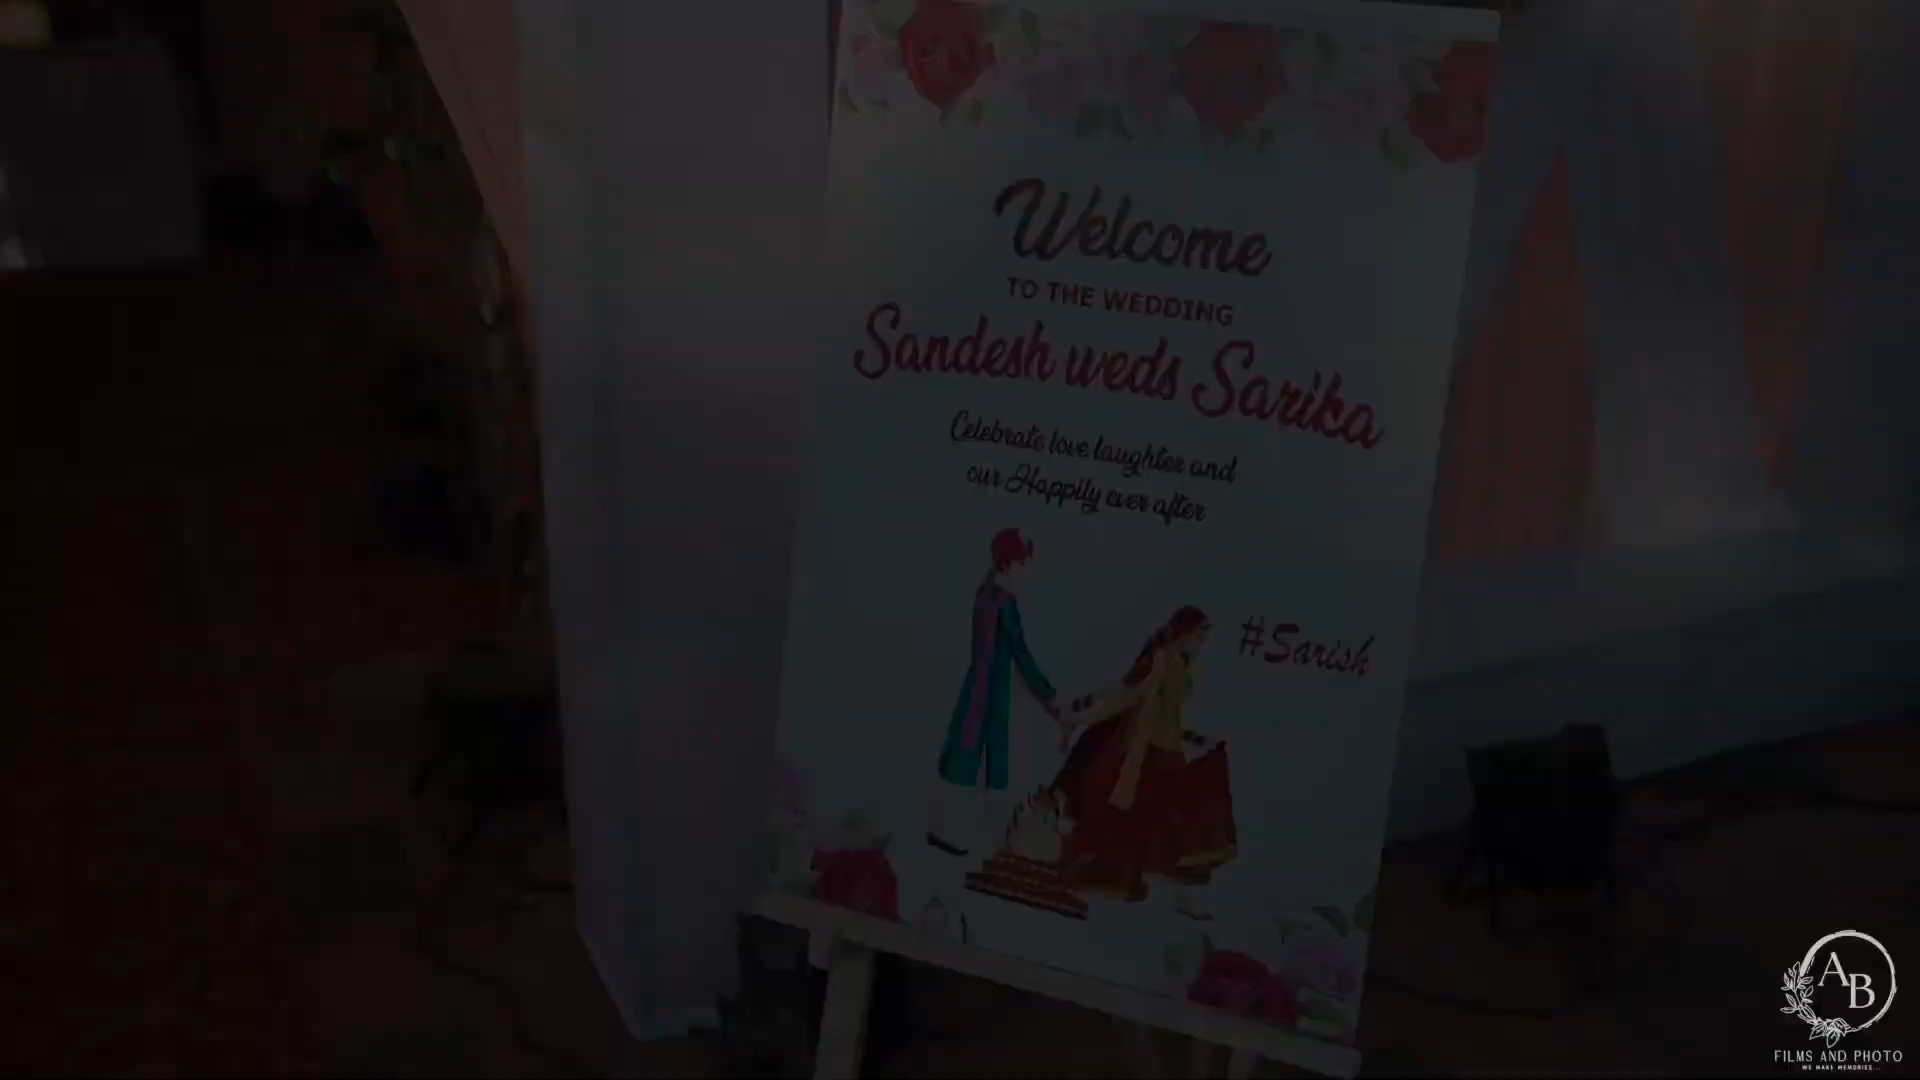 Welcome
TO THE WEDDING
Sandesh weds Sarika
Celebrate love laughter and
our Happily ever after
#Sarish
AB
FILMS AND PHOTO
WE MAKE MEMORIES...